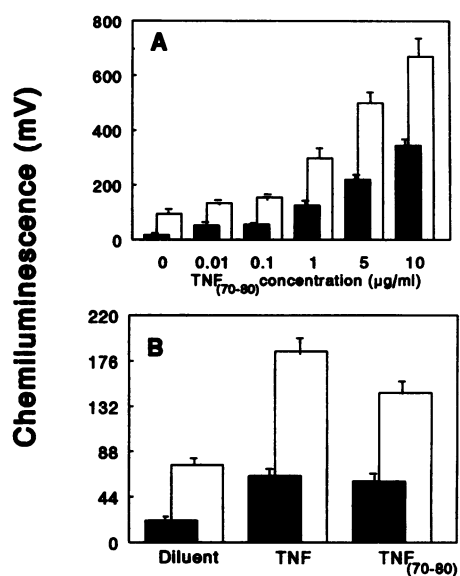 Chemiluminescence (mV)
A
800
600
400
200
0
0 0.01 0.1 1 5 10
TNF(70-80) concentration (µg/ml)
B
220
176
132
88
44
0
Diluent TNF TNF(70-80)